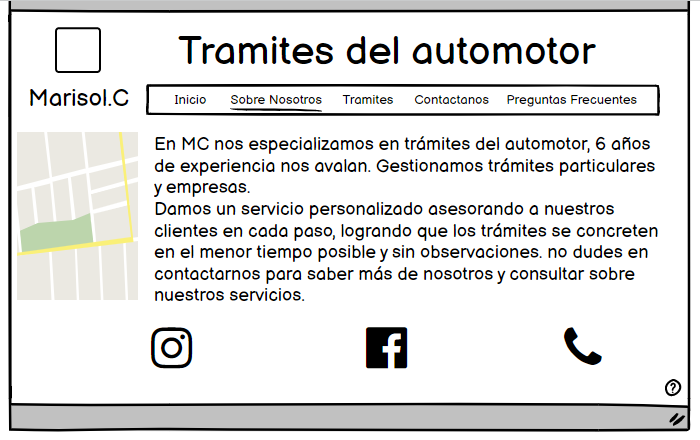 Tramites del automotor
Marisol.C
Inicio Sobre Nosotros Tramites Contactanos Preguntas Frecuentes
En MC nos especializamos en trámites del automotor, 6 años
de experiencia nos avalan. Gestionamos trámites particulares
y empresas.
Damos un servicio personalizado asesorando a nuestros
clientes en cada paso, logrando que los trámites se concreten
en el menor tiempo posible y sin observaciones. no dudes en
contactarnos para saber más de nosotros y consultar sobre
nuestros servicios.
?